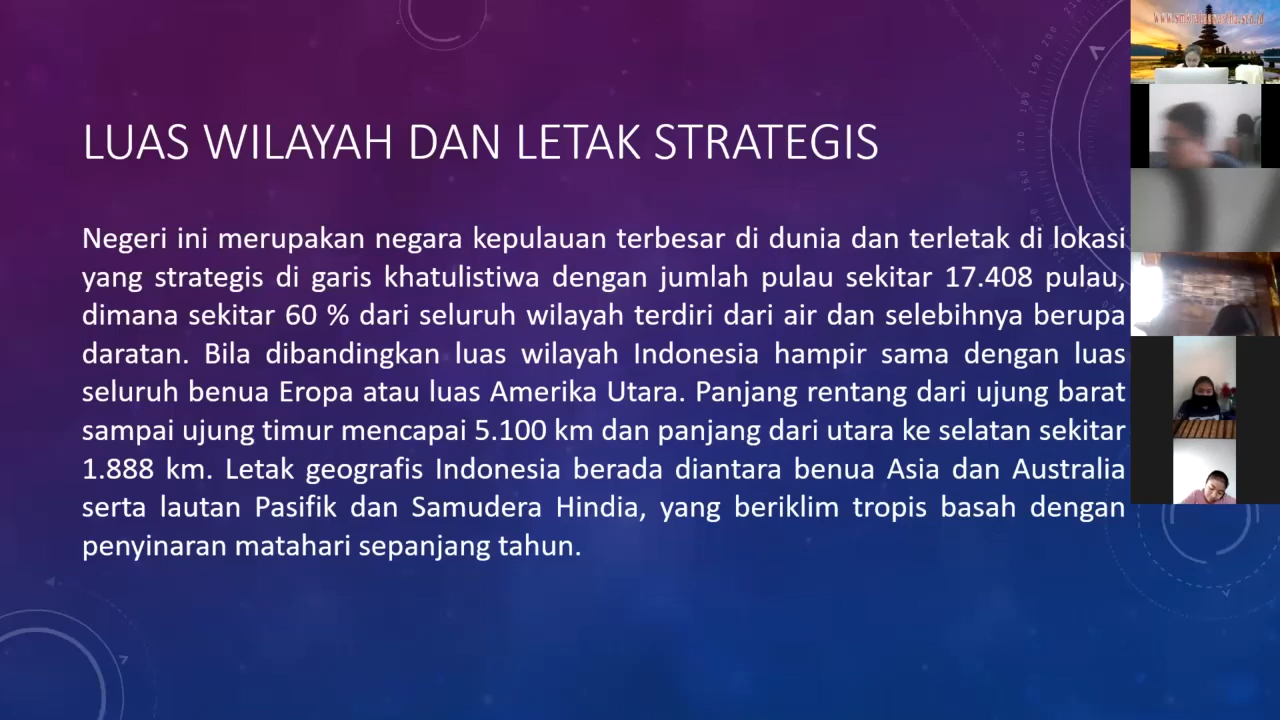 LUAS WILAYAH DAN LETAK STRATEGIS
Negeri ini merupakan negara kepulauan terbesar di dunia dan terletak di lokasi
yang strategis di garis khatulistiwa dengan jumlah pulau sekitar 17.408 pulau,
dimana sekitar 60 % dari seluruh wilayah terdiri dari air dan selebihnya berupa
daratan. Bila dibandingkan luas wilayah Indonesia hampir sama dengan luas
seluruh benua Eropa atau luas Amerika Utara. Panjang rentang dari ujung barat
sampai ujung timur mencapai 5.100 km dan panjang dari utara ke selatan sekitar
1.888 km. Letak geografis Indonesia berada diantara benua Asia dan Australia
serta lautan Pasifik dan Samudera Hindia, yang beriklim tropis basah dengan
penyinaran matahari sepanjang tahun.
160
170
180
190
200